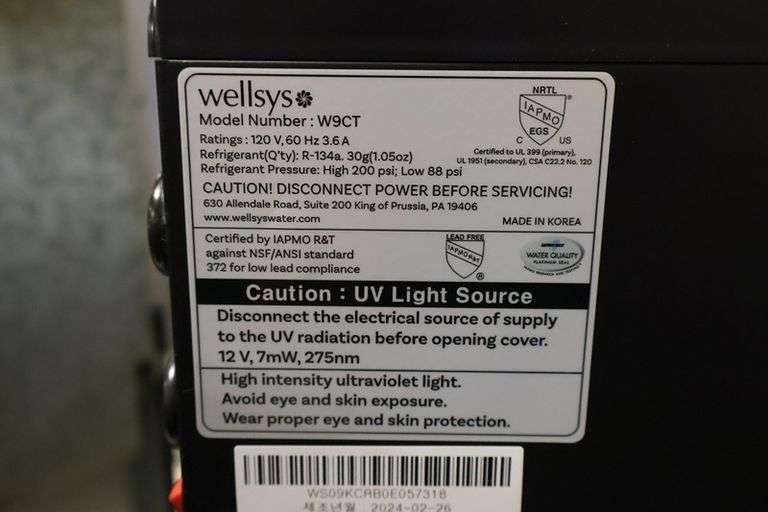 wellsys
Model Number : W9CT
Ratings : 120 V, 60 Hz 3.6 A
Refrigerant(Q'ty): R-134a. 30g(1.05oz)
Refrigerant Pressure: High 200 psi; Low 88 psi
CAUTION! DISCONNECT POWER BEFORE SERVICING!
630 Allendale Road, Suite 200 King of Prussia, PA 19406
www.wellsyswater.com
MADE IN KOREA
NRTL
IAPMO
EGS
C US
Certified to UL 399 (primary),
UL 1951 (secondary), CSA C22.2 No. 120
Certified by IAPMO R&T
against NSF/ANSI standard
372 for low lead compliance
LEAD FREE
IAPMO R&T
WATER QUALITY
PLATINUM SEAL
Caution : UV Light Source
Disconnect the electrical source of supply
to the UV radiation before opening cover.
12 V, 7mW, 275nm
High intensity ultraviolet light.
Avoid eye and skin exposure.
Wear proper eye and skin protection.
WS09KCRB0E057318
제조년월 : 2024-02-26